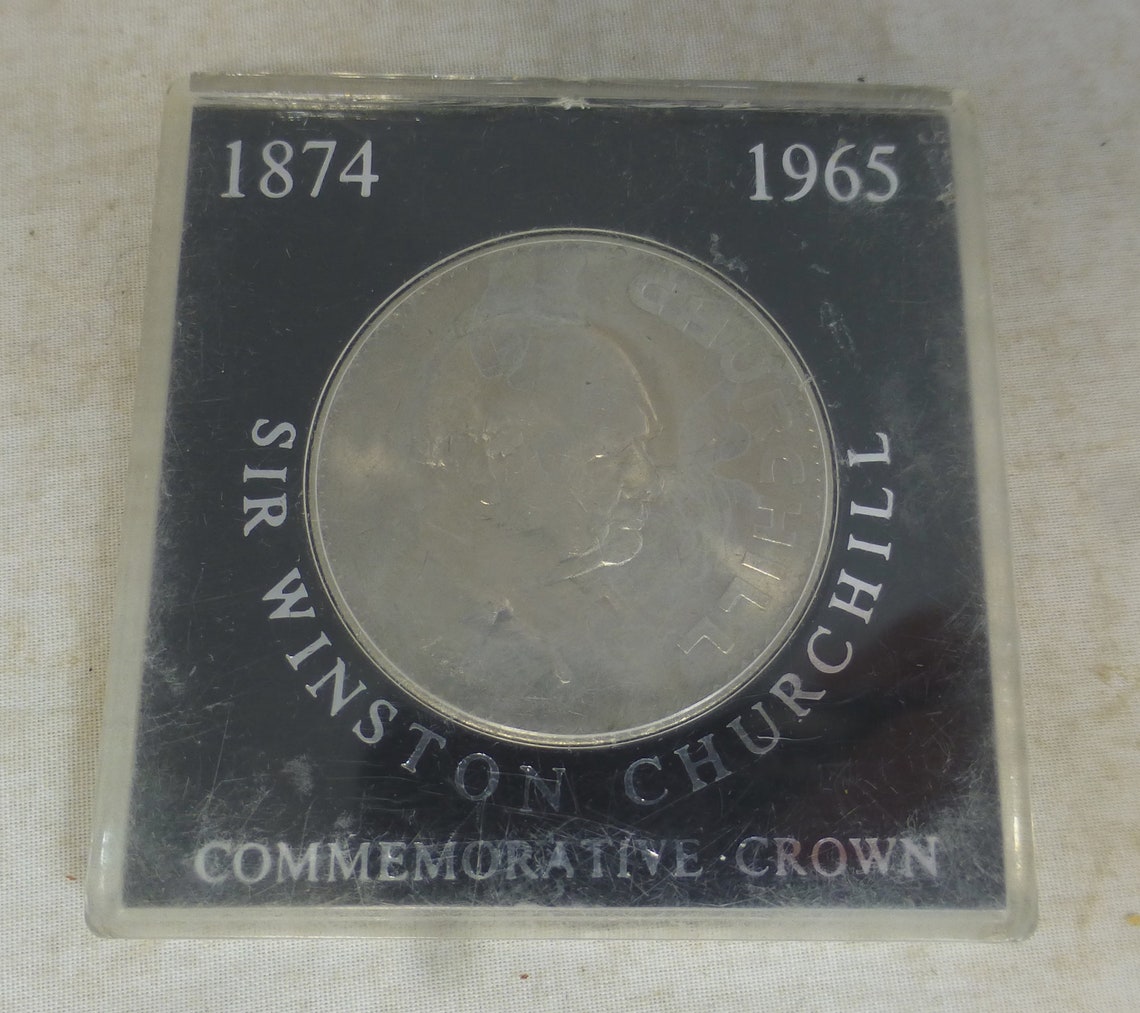 1874 1965
CHURCHILL
SIR WINSTON CHURCHILL
COMMEMORATIVE CROWN